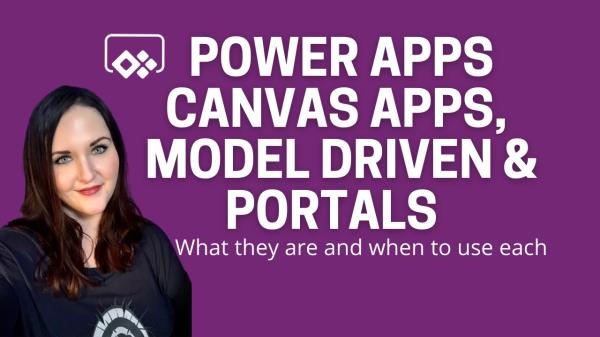 POWER APPS
CANVAS APPS,
MODEL DRIVEN &
PORTALS
What they are and when to use each